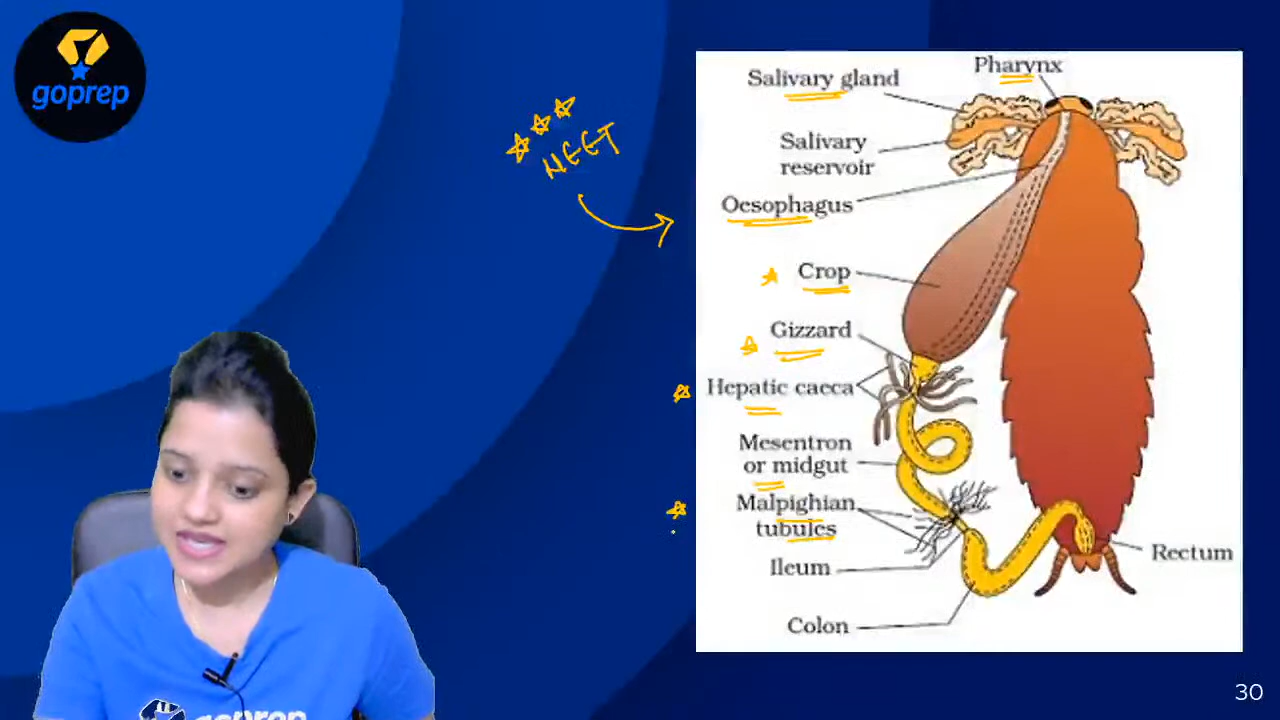 goprep
NEET
Salivary gland
Pharynx
Salivary
reservoir
Oesophagus
Crop
Gizzard
Hepatic caeca
Mesentron
or midgut
Malpighian
tubules
Ileum
Colon
Rectum
goprep
30